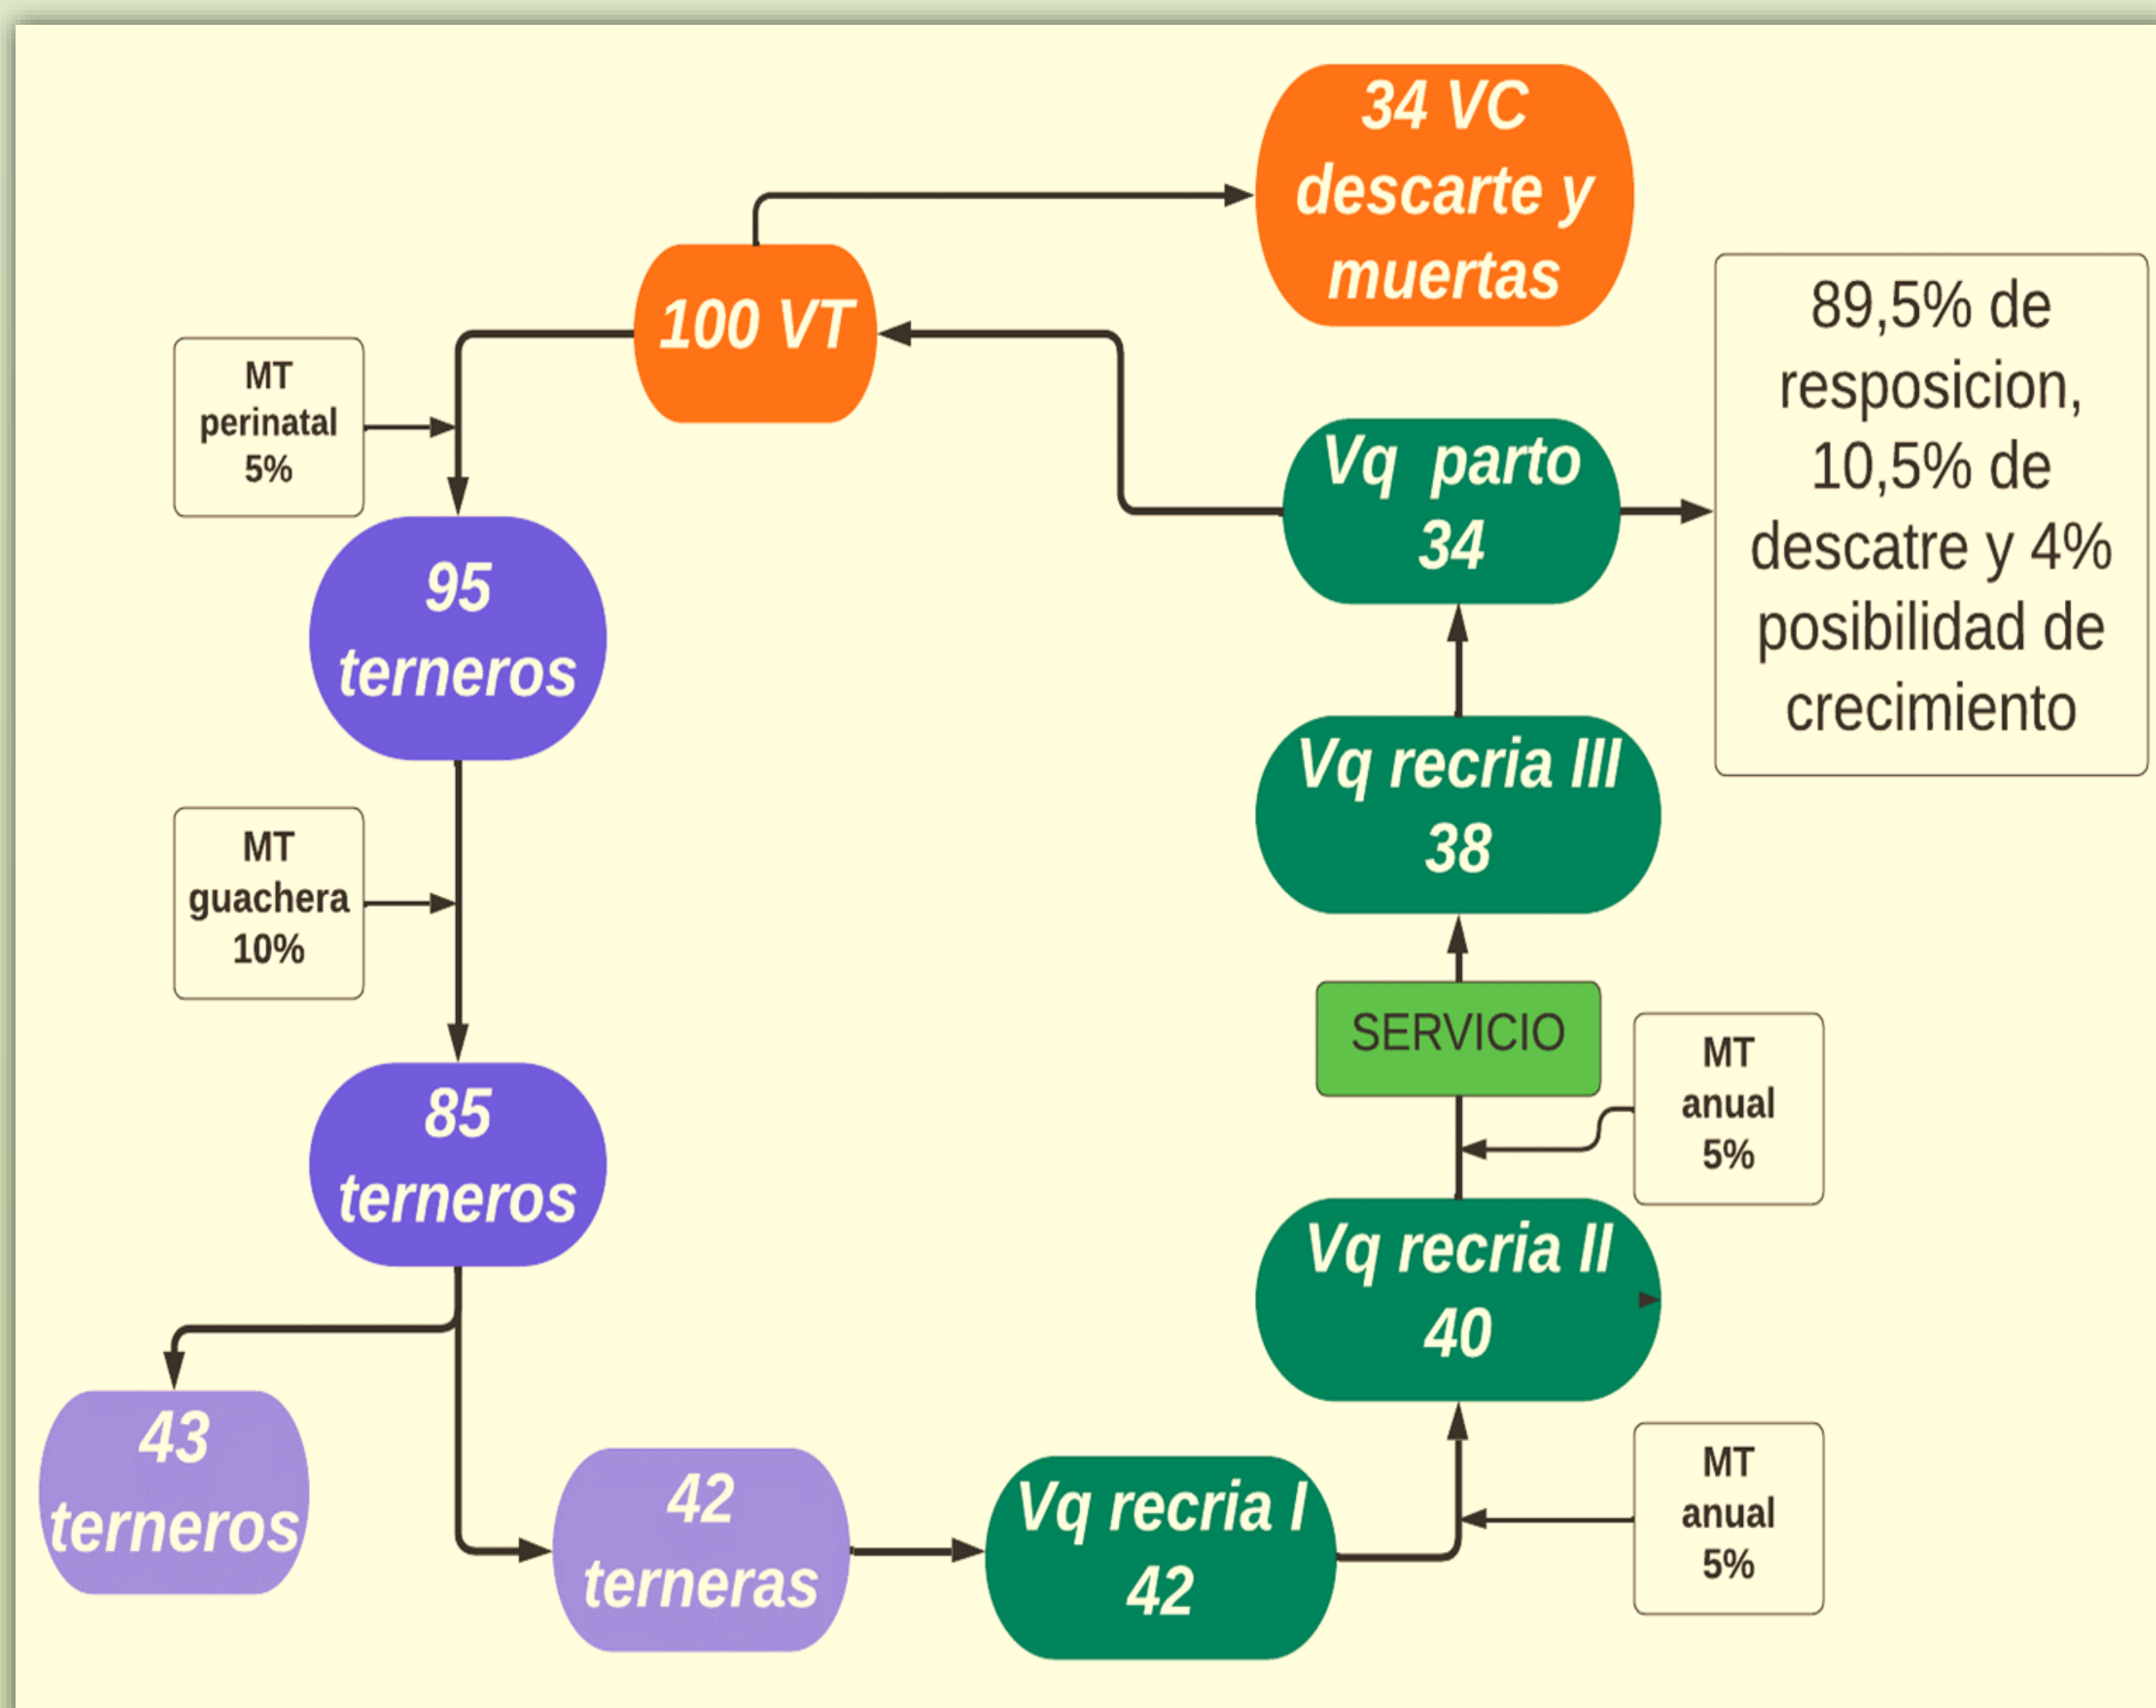 34 VC
descarte y
muertas
100 VT
89,5% de
resposicion,
10,5% de
descatre y 4%
posibilidad de
crecimiento
MT
perinatal
5%
Vq parto
34
95
terneros
Vq recria III
38
MT
guachera
10%
SERVICIO
MT
anual
5%
85
terneros
Vq recria II
40
43
terneros
42
terneras
Vq recria I
42
MT
anual
5%